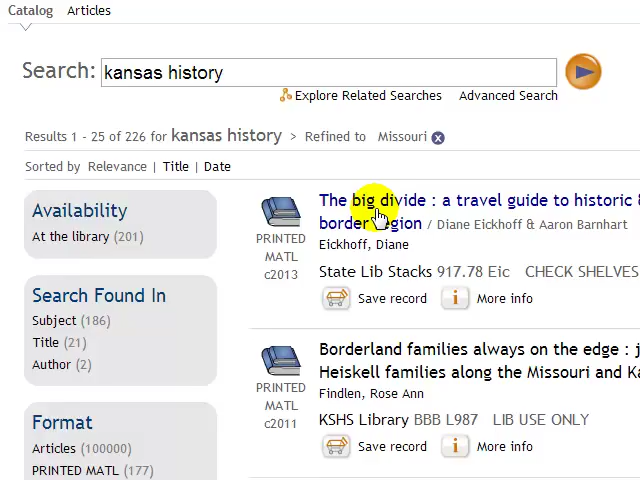 Catalog Articles
Search: kansas history
Explore Related Searches Advanced Search
Results 1 - 25 of 226 for kansas history > Refined to Missouri
Sorted by Relevance | Title | Date
Availability
At the library (201)
Search Found In
Subject (186)
Title (21)
Author (2)
Format
Articles (100000)
PRINTED MATL (177)
PRINTED
MATL
c2013
The big divide : a travel guide to historic &
border region / Diane Eickhoff & Aaron Barnhart
Eickhoff, Diane
State Lib Stacks 917.78 Eic CHECK SHELVES
Save record More info
PRINTED
MATL
c2011
Borderland families always on the edge : j
Heiskell families along the Missouri and Ka
Findlen, Rose Ann
KSHS Library BBB L987 LIB USE ONLY
Save record More info